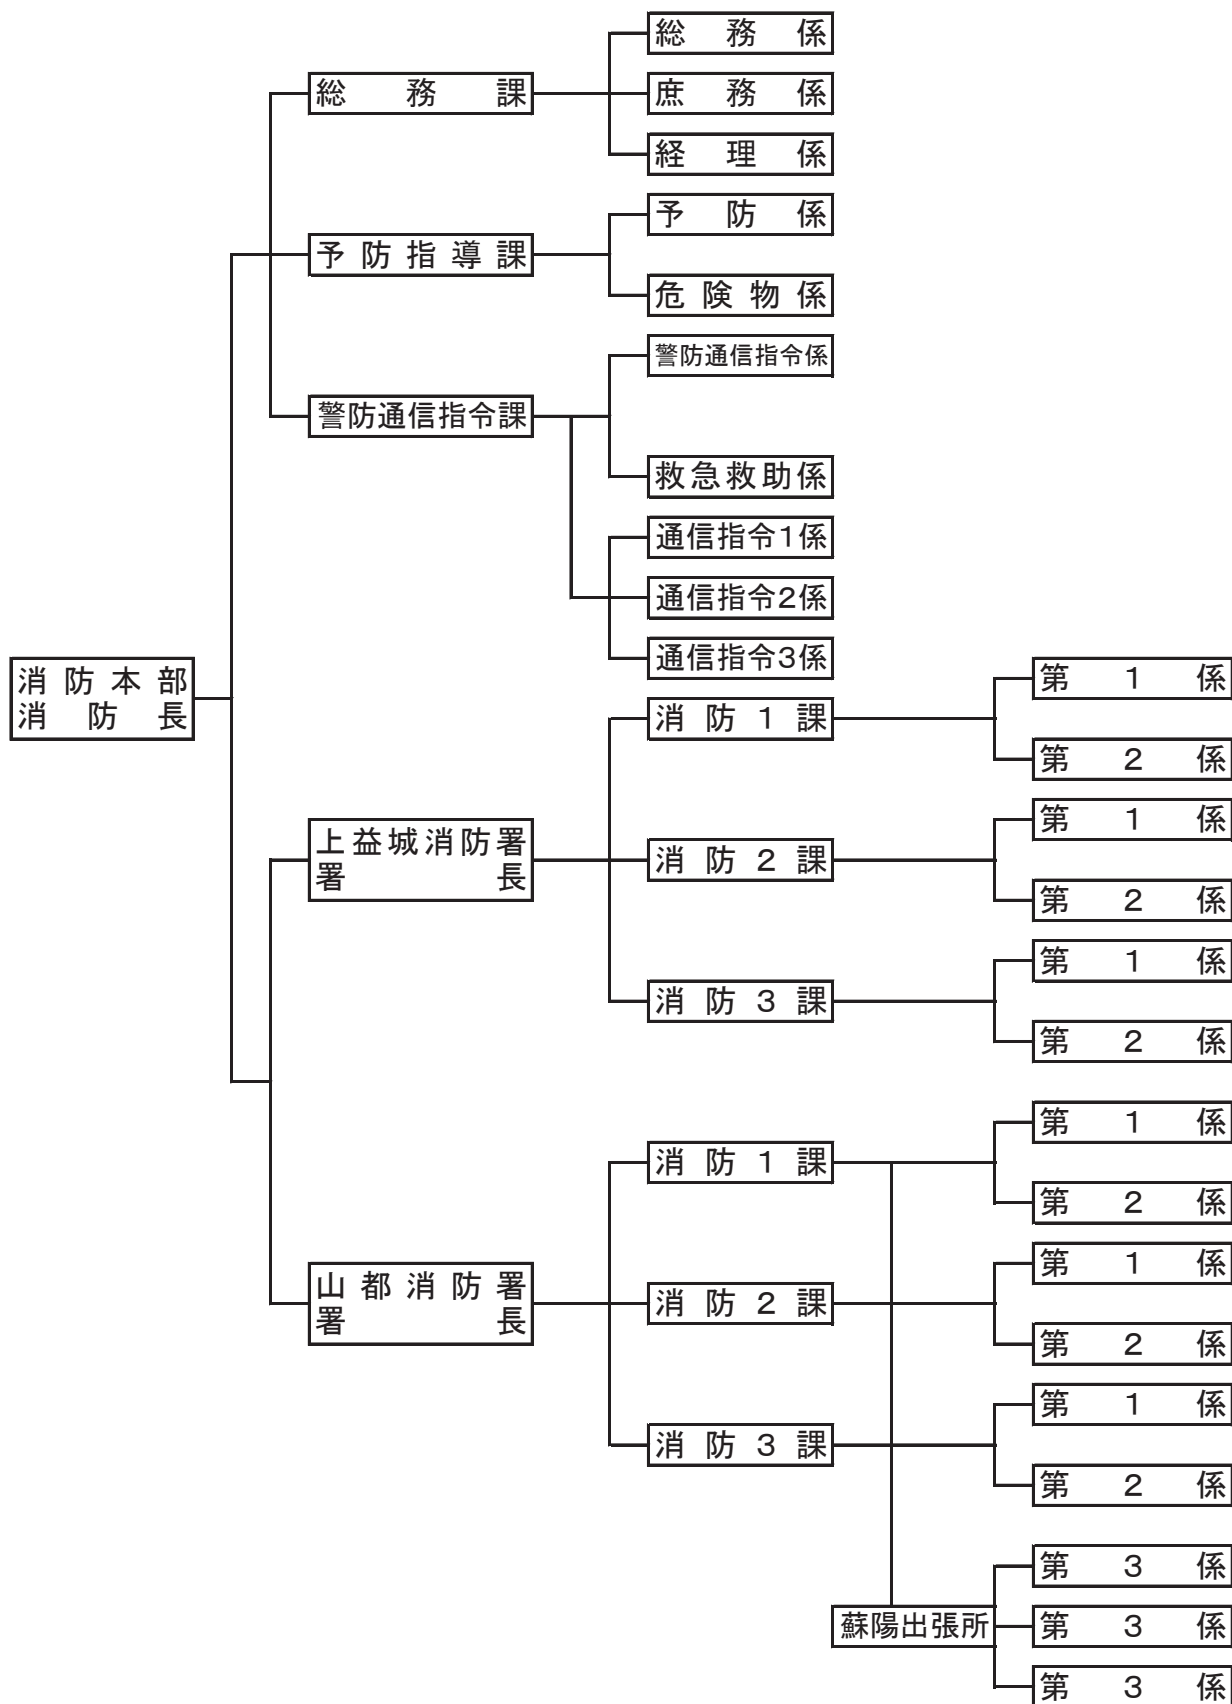 消防本部
消防長
総務課
総務係
庶務係
経理係
予防指導課
予防係
危険物係
警防通信指令課
警防通信指令係
救急救助係
通信指令1係
通信指令2係
通信指令3係
上益城消防署
署長
消防1課
第1係
第2係
消防2課
第1係
第2係
消防3課
第1係
第2係
山都消防署
署長
消防1課
第1係
第2係
消防2課
第1係
第2係
消防3課
第1係
第2係
蘇陽出張所
第3係
第3係
第3係